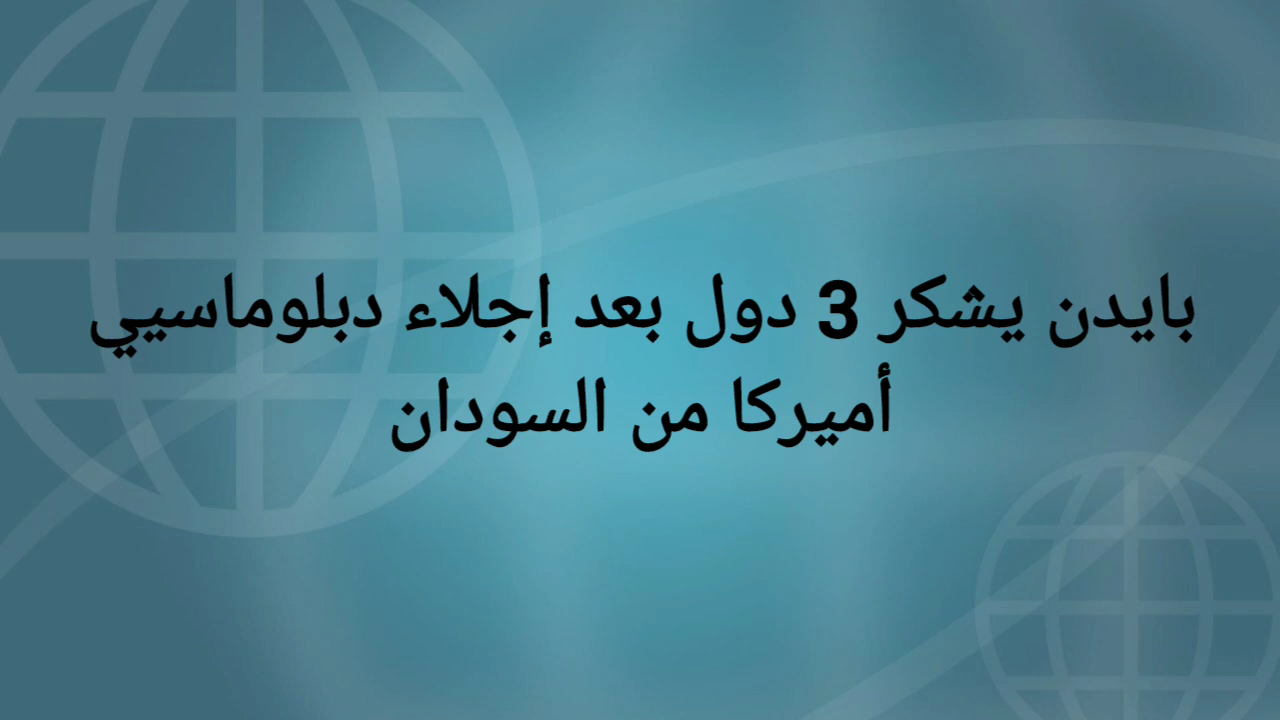 بايدن يشكر 3 دول بعد إجلاء دبلوماسيي
أميركا من السودان